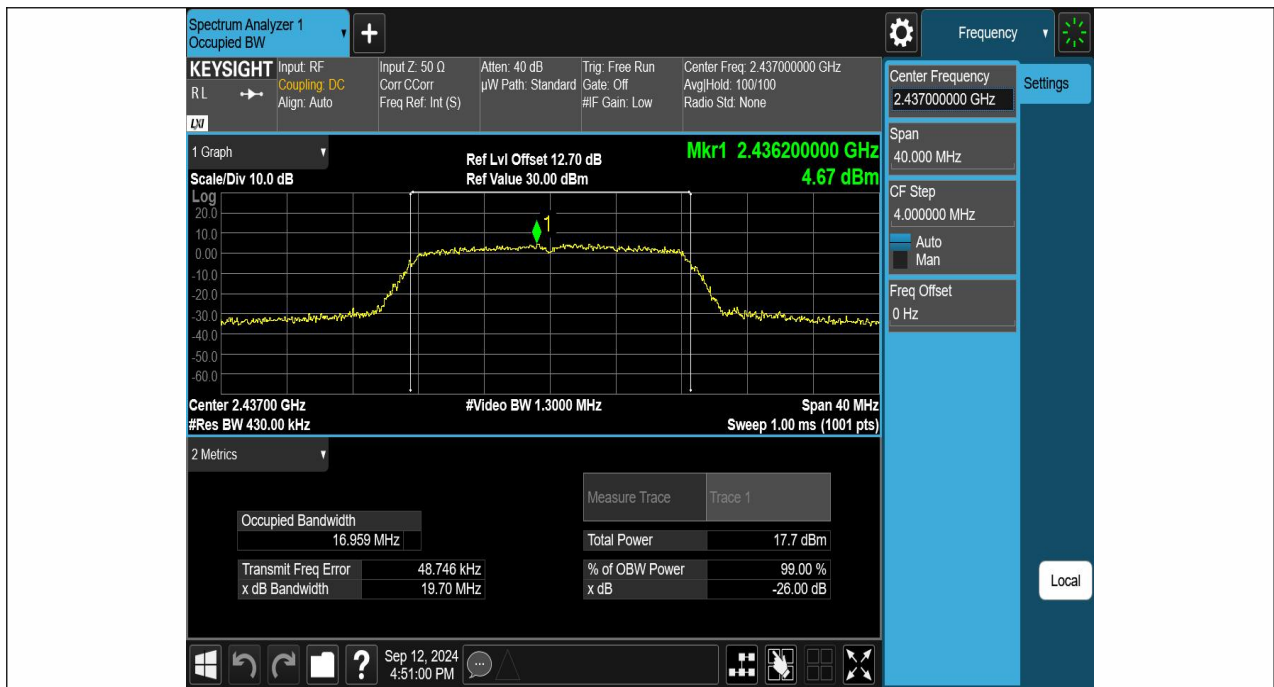 Spectrum Analyzer 1
Occupied BW
+
Frequency
KEYSIGHT
R L
LXI
Input: RF
Coupling: DC
Align: Auto
Input Z: 50 Ω
Corr CCorr
Freq Ref: Int (S)
Atten: 40 dB
µW Path: Standard
Trig: Free Run
Gate: Off
#IF Gain: Low
Center Freq: 2.437000000 GHz
Avg|Hold: 100/100
Radio Std: None
Center Frequency
2.437000000 GHz
Settings
Span
40.000 MHz
CF Step
4.000000 MHz
Auto
Man
Freq Offset
0 Hz
Local
1 Graph
Scale/Div 10.0 dB
Ref Lvl Offset 12.70 dB
Ref Value 30.00 dBm
Mkr1 2.436200000 GHz
4.67 dBm
Log
20.0
10.0
0.00
-10.0
-20.0
-30.0
-40.0
-50.0
-60.0
1
Center 2.43700 GHz
#Res BW 430.00 kHz
#Video BW 1.3000 MHz
Span 40 MHz
Sweep 1.00 ms (1001 pts)
2 Metrics
Measure Trace Trace 1
Occupied Bandwidth
16.959 MHz
Total Power 17.7 dBm
Transmit Freq Error 48.746 kHz
% of OBW Power 99.00 %
x dB Bandwidth 19.70 MHz
x dB -26.00 dB
?
Sep 12, 2024
4:51:00 PM